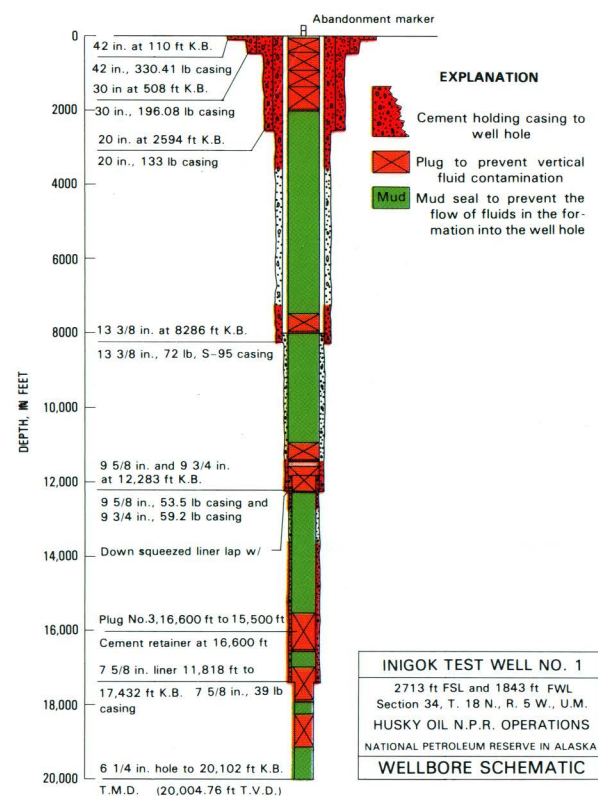 Abandonment marker
0
42 in. at 110 ft K.B.
42 in., 330.41 lb casing
30 in at 508 ft K.B.
30 in., 196.08 lb casing
20 in. at 2594 ft K.B.
20 in., 133 lb casing
2000
4000
6000
8000
13 3/8 in. at 8286 ft K.B.
13 3/8 in., 72 lb, S-95 casing
DEPTH, IN FEET
10,000
9 5/8 in. and 9 3/4 in.
at 12,283 ft K.B.
12,000
9 5/8 in., 53.5 lb casing and
9 3/4 in., 59.2 lb casing
Down squeezed liner lap w/
14,000
Plug No.3,16,600 ft to 15,500 ft
16,000
Cement retainer at 16,600 ft
7 5/8 in. liner 11,818 ft to
17,432 ft K.B. 7 5/8 in., 39 lb
casing
18,000
6 1/4 in. hole to 20,102 ft K.B.
20,000
T.M.D. (20,004.76 ft T.V.D.)
EXPLANATION
Cement holding casing to
well hole
Plug to prevent vertical
fluid contamination
Mud
Mud seal to prevent the
flow of fluids in the for-
mation into the well hole
INIGOK TEST WELL NO. 1
2713 ft FSL and 1843 ft FWL
Section 34, T. 18 N., R. 5 W., U.M.
HUSKY OIL N.P.R. OPERATIONS
NATIONAL PETROLEUM RESERVE IN ALASKA
WELLBORE SCHEMATIC